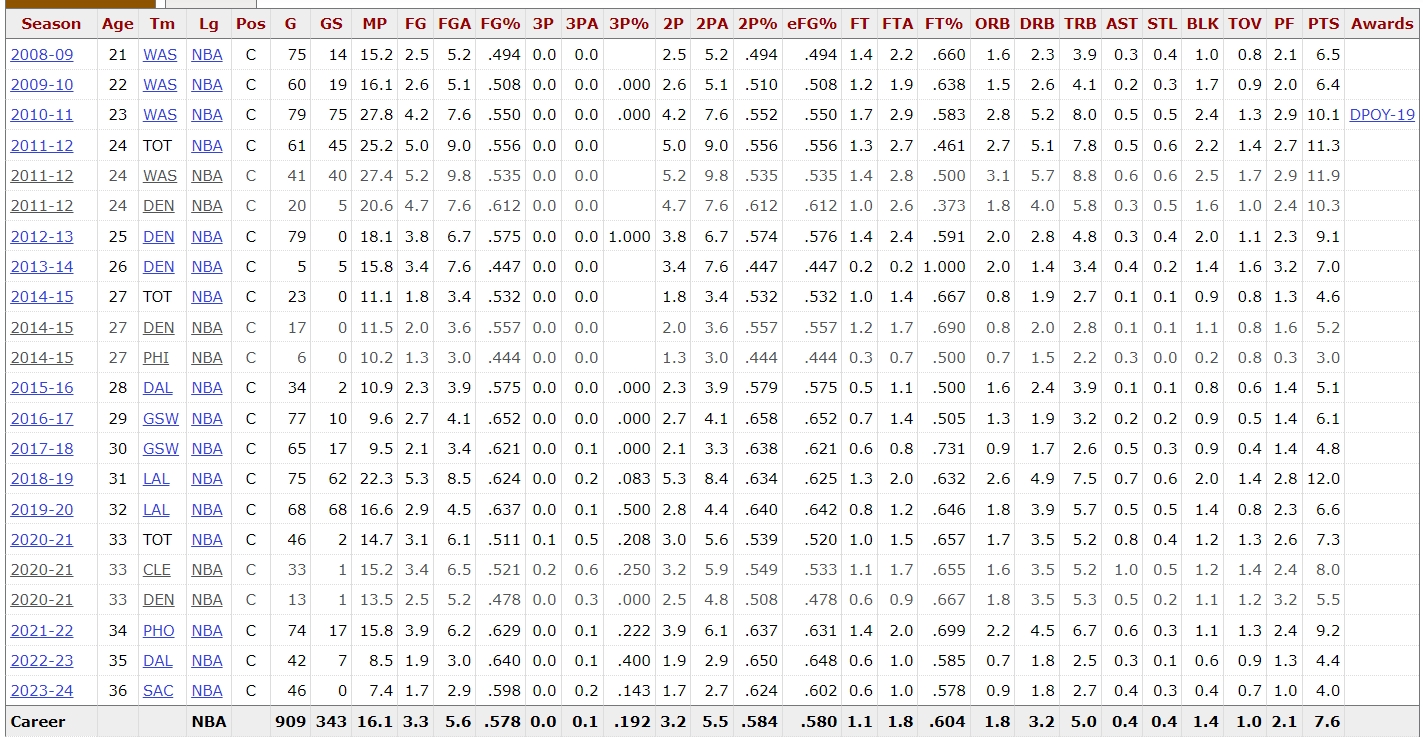 Season Age Tm Lg Pos G GS MP FG FGA FG% 3P 3PA 3P% 2P 2PA 2P% eFG% FT FTA FT% ORB DRB TRB AST STL BLK TOV PF PTS Awards
2008-09 21 WAS NBA C 75 14 15.2 2.5 5.2 .494 0.0 0.0 2.5 5.2 .494 .494 1.4 2.2 .660 1.6 2.3 3.9 0.3 0.4 1.0 0.8 2.1 6.5
2009-10 22 WAS NBA C 60 19 16.1 2.6 5.1 .508 0.0 0.0 .000 2.6 5.1 .510 .508 1.2 1.9 .638 1.5 2.6 4.1 0.2 0.3 1.7 0.9 2.0 6.4
2010-11 23 WAS NBA C 79 75 27.8 4.2 7.6 .550 0.0 0.0 .000 4.2 7.6 .552 .550 1.7 2.9 .583 2.8 5.2 8.0 0.5 0.5 2.4 1.3 2.9 10.1 DPOY-19
2011-12 24 TOT NBA C 61 45 25.2 5.0 9.0 .556 0.0 0.0 5.0 9.0 .556 .556 1.3 2.7 .461 2.7 5.1 7.8 0.5 0.6 2.2 1.4 2.7 11.3
2011-12 24 WAS NBA C 41 40 27.4 5.2 9.8 .535 0.0 0.0 5.2 9.8 .535 .535 1.4 2.8 .500 3.1 5.7 8.8 0.6 0.6 2.5 1.7 2.9 11.9
2011-12 24 DEN NBA C 20 5 20.6 4.7 7.6 .612 0.0 0.0 4.7 7.6 .612 .612 1.0 2.6 .373 1.8 4.0 5.8 0.3 0.5 1.6 1.0 2.4 10.3
2012-13 25 DEN NBA C 79 0 18.1 3.8 6.7 .575 0.0 0.0 1.000 3.8 6.7 .574 .576 1.4 2.4 .591 2.0 2.8 4.8 0.3 0.4 2.0 1.1 2.3 9.1
2013-14 26 DEN NBA C 5 5 15.8 3.4 7.6 .447 0.0 0.0 3.4 7.6 .447 .447 0.2 0.2 1.000 2.0 1.4 3.4 0.4 0.2 1.4 1.6 3.2 7.0
2014-15 27 TOT NBA C 23 0 11.1 1.8 3.4 .532 0.0 0.0 1.8 3.4 .532 .532 1.0 1.4 .667 0.8 1.9 2.7 0.1 0.1 0.9 0.8 1.3 4.6
2014-15 27 DEN NBA C 17 0 11.5 2.0 3.6 .557 0.0 0.0 2.0 3.6 .557 .557 1.2 1.7 .690 0.8 2.0 2.8 0.1 0.1 1.1 0.8 1.6 5.2
2014-15 27 PHI NBA C 6 0 10.2 1.3 3.0 .444 0.0 0.0 1.3 3.0 .444 .444 0.3 0.7 .500 0.7 1.5 2.2 0.3 0.0 0.2 0.8 0.3 3.0
2015-16 28 DAL NBA C 34 2 10.9 2.3 3.9 .575 0.0 0.0 .000 2.3 3.9 .579 .575 0.5 1.1 .500 1.6 2.4 3.9 0.1 0.1 0.8 0.6 1.4 5.1
2016-17 29 GSW NBA C 77 10 9.6 2.7 4.1 .652 0.0 0.0 .000 2.7 4.1 .658 .652 0.7 1.4 .505 1.3 1.9 3.2 0.2 0.2 0.9 0.5 1.4 6.1
2017-18 30 GSW NBA C 65 17 9.5 2.1 3.4 .621 0.0 0.1 .000 2.1 3.3 .638 .621 0.6 0.8 .731 0.9 1.7 2.6 0.5 0.3 0.9 0.4 1.4 4.8
2018-19 31 LAL NBA C 75 62 22.3 5.3 8.5 .624 0.0 0.2 .083 5.3 8.4 .634 .625 1.3 2.0 .632 2.6 4.9 7.5 0.7 0.6 2.0 1.4 2.8 12.0
2019-20 32 LAL NBA C 68 68 16.6 2.9 4.5 .637 0.0 0.1 .500 2.8 4.4 .640 .642 0.8 1.2 .646 1.8 3.9 5.7 0.5 0.5 1.4 0.8 2.3 6.6
2020-21 33 TOT NBA C 46 2 14.7 3.1 6.1 .511 0.1 0.5 .208 3.0 5.6 .539 .520 1.0 1.5 .657 1.7 3.5 5.2 0.8 0.4 1.2 1.3 2.6 7.3
2020-21 33 CLE NBA C 33 1 15.2 3.4 6.5 .521 0.2 0.6 .250 3.2 5.9 .549 .533 1.1 1.7 .655 1.6 3.5 5.2 1.0 0.5 1.2 1.4 2.4 8.0
2020-21 33 DEN NBA C 13 1 13.5 2.5 5.2 .478 0.0 0.3 .000 2.5 4.8 .508 .478 0.6 0.9 .667 1.8 3.5 5.3 0.5 0.2 1.1 1.2 3.2 5.5
2021-22 34 PHO NBA C 74 17 15.8 3.9 6.2 .629 0.0 0.1 .222 3.9 6.1 .637 .631 1.4 2.0 .699 2.2 4.5 6.7 0.6 0.3 1.1 1.3 2.4 9.2
2022-23 35 DAL NBA C 42 7 8.5 1.9 3.0 .640 0.0 0.1 .400 1.9 2.9 .650 .648 0.6 1.0 .585 0.7 1.8 2.5 0.3 0.1 0.6 0.9 1.3 4.4
2023-24 36 SAC NBA C 46 0 7.4 1.7 2.9 .598 0.0 0.2 .143 1.7 2.7 .624 .602 0.6 1.0 .578 0.9 1.8 2.7 0.4 0.3 0.4 0.7 1.0 4.0
Career NBA 909 343 16.1 3.3 5.6 .578 0.0 0.1 .192 3.2 5.5 .584 .580 1.1 1.8 .604 1.8 3.2 5.0 0.4 0.4 1.4 1.0 2.1 7.6